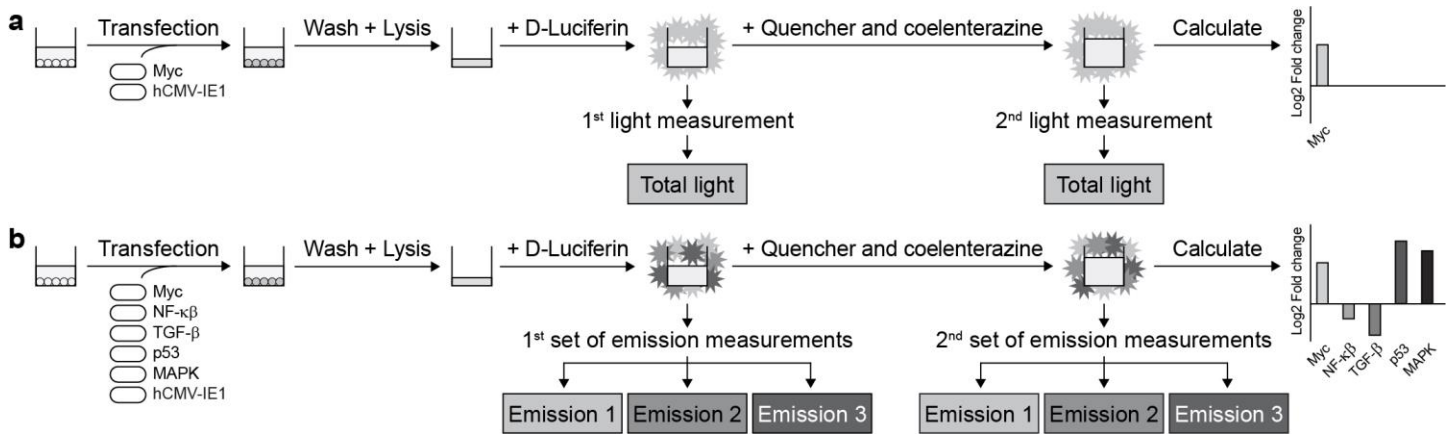 a
Transfection
Wash + Lysis
+ D-Luciferin
+ Quencher and coelenterazine
Calculate
Myc
hCMV-IE1
1st light measurement
2nd light measurement
Total light
Total light
Log2 Fold change
Myc
b
Transfection
Wash + Lysis
+ D-Luciferin
+ Quencher and coelenterazine
Calculate
Myc
NF-κβ
TGF-β
p53
MAPK
hCMV-IE1
1st set of emission measurements
2nd set of emission measurements
Emission 1
Emission 2
Emission 3
Emission 1
Emission 2
Emission 3
Log2 Fold change
Myc
NF-κβ
TGF-β
p53
MAPK